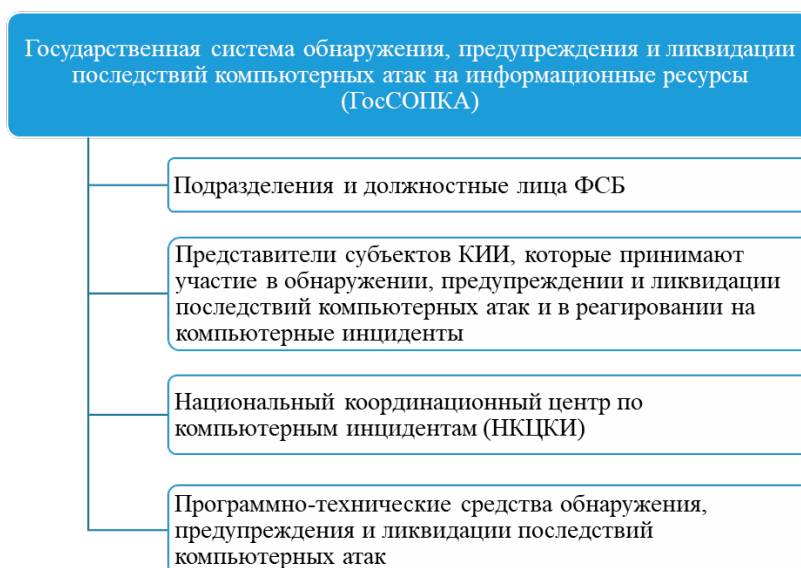 Государственная система обнаружения, предупреждения и ликвидации
последствий компьютерных атак на информационные ресурсы
(ГосСОПКА)
Подразделения и должностные лица ФСБ
Представители субъектов КИИ, которые принимают
участие в обнаружении, предупреждении и ликвидации
последствий компьютерных атак и в реагировании на
компьютерные инциденты
Национальный координационный центр по
компьютерным инцидентам (НКЦКИ)
Программно-технические средства обнаружения,
предупреждения и ликвидации последствий
компьютерных атак